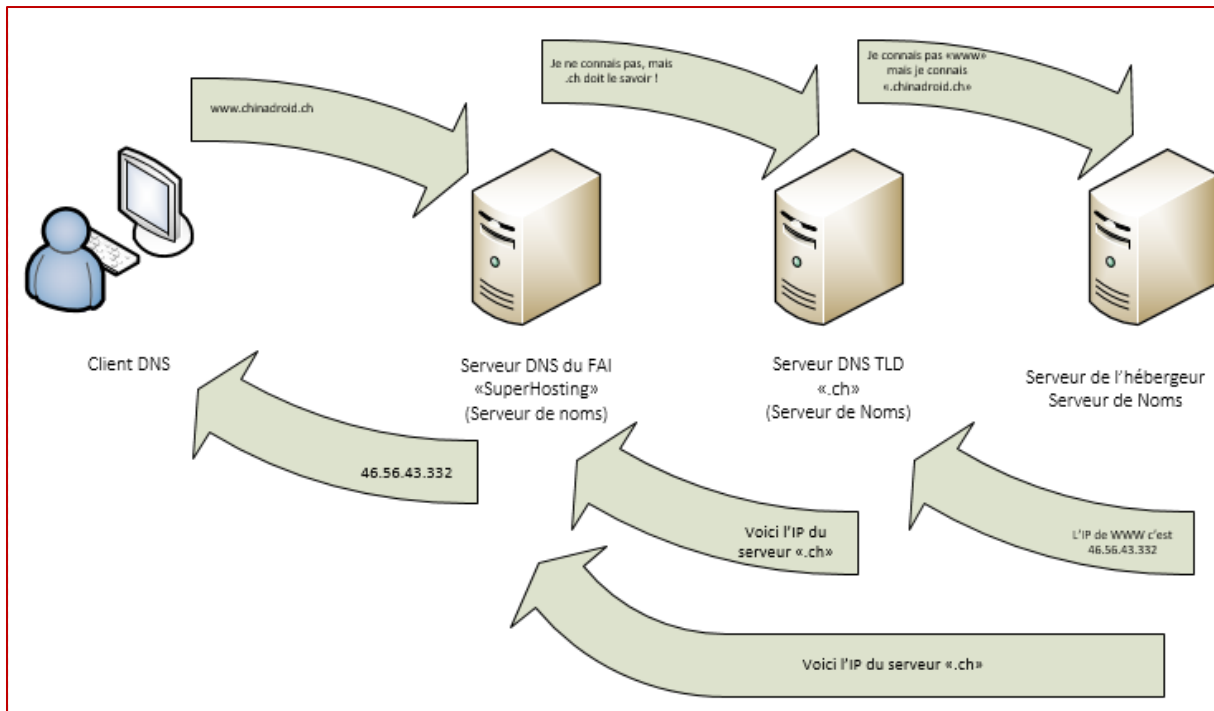 www.chinadroid.ch
Je ne connais pas, mais
.ch doit le savoir !
Je connais pas «www»
mais je connais
«.chinadroid.ch»
Client DNS
Serveur DNS du FAI
«SuperHosting»
(Serveur de noms)
Serveur DNS TLD
«.ch»
(Serveur de Noms)
Serveur de l'hébergeur
Serveur de Noms
46.56.43.332
Voici l'IP du
serveur «.ch»
L'IP de WWW c'est
46.56.43.332
Voici l'IP du serveur «.ch»